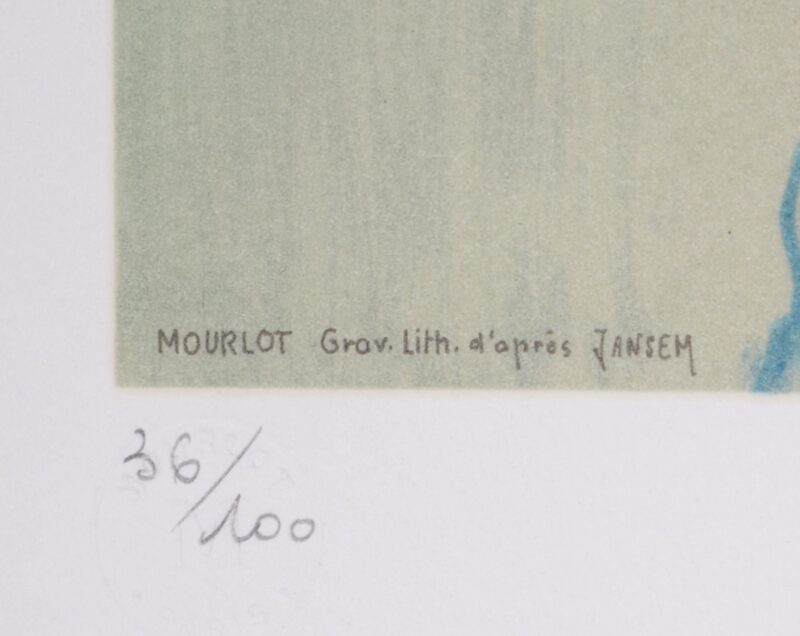 MOURLOT Grav. Lith. d'après JANSEM
36/100